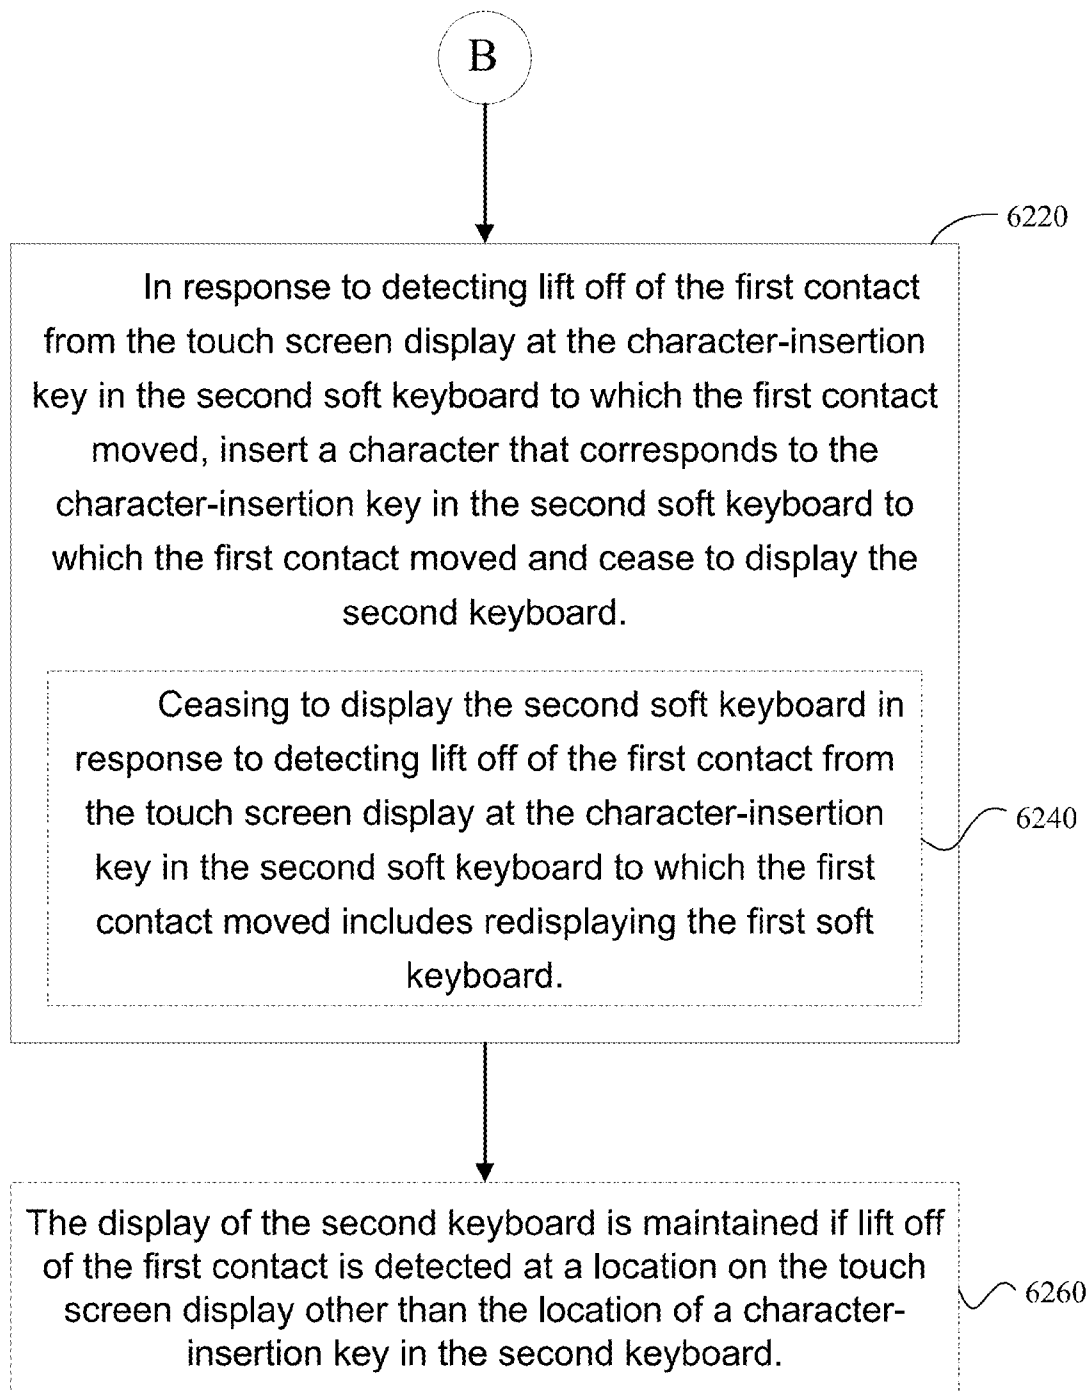 B
6220
In response to detecting lift off of the first contact
from the touch screen display at the character-insertion
key in the second soft keyboard to which the first contact
moved, insert a character that corresponds to the
character-insertion key in the second soft keyboard to
which the first contact moved and cease to display the
second keyboard.
Ceasing to display the second soft keyboard in
response to detecting lift off of the first contact from
the touch screen display at the character-insertion
key in the second soft keyboard to which the first
contact moved includes redisplaying the first soft
keyboard.
6240
The display of the second keyboard is maintained if lift off
of the first contact is detected at a location on the touch
screen display other than the location of a character-
insertion key in the second keyboard.
6260